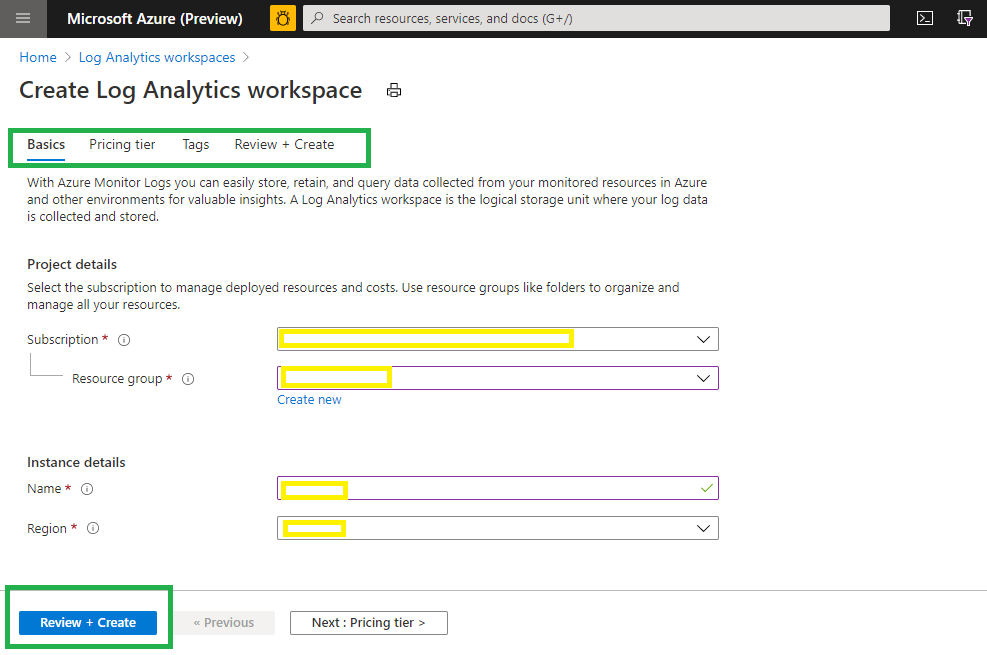 Microsoft Azure (Preview)
Search resources, services, and docs (G+/)
Home > Log Analytics workspaces >
Create Log Analytics workspace
Basics Pricing tier Tags Review + Create
With Azure Monitor Logs you can easily store, retain, and query data collected from your monitored resources in Azure
and other environments for valuable insights. A Log Analytics workspace is the logical storage unit where your log data
is collected and stored.
Project details
Select the subscription to manage deployed resources and costs. Use resource groups like folders to organize and
manage all your resources.
Subscription *
Resource group *
Create new
Instance details
Name *
Region *
Review + Create « Previous Next : Pricing tier >